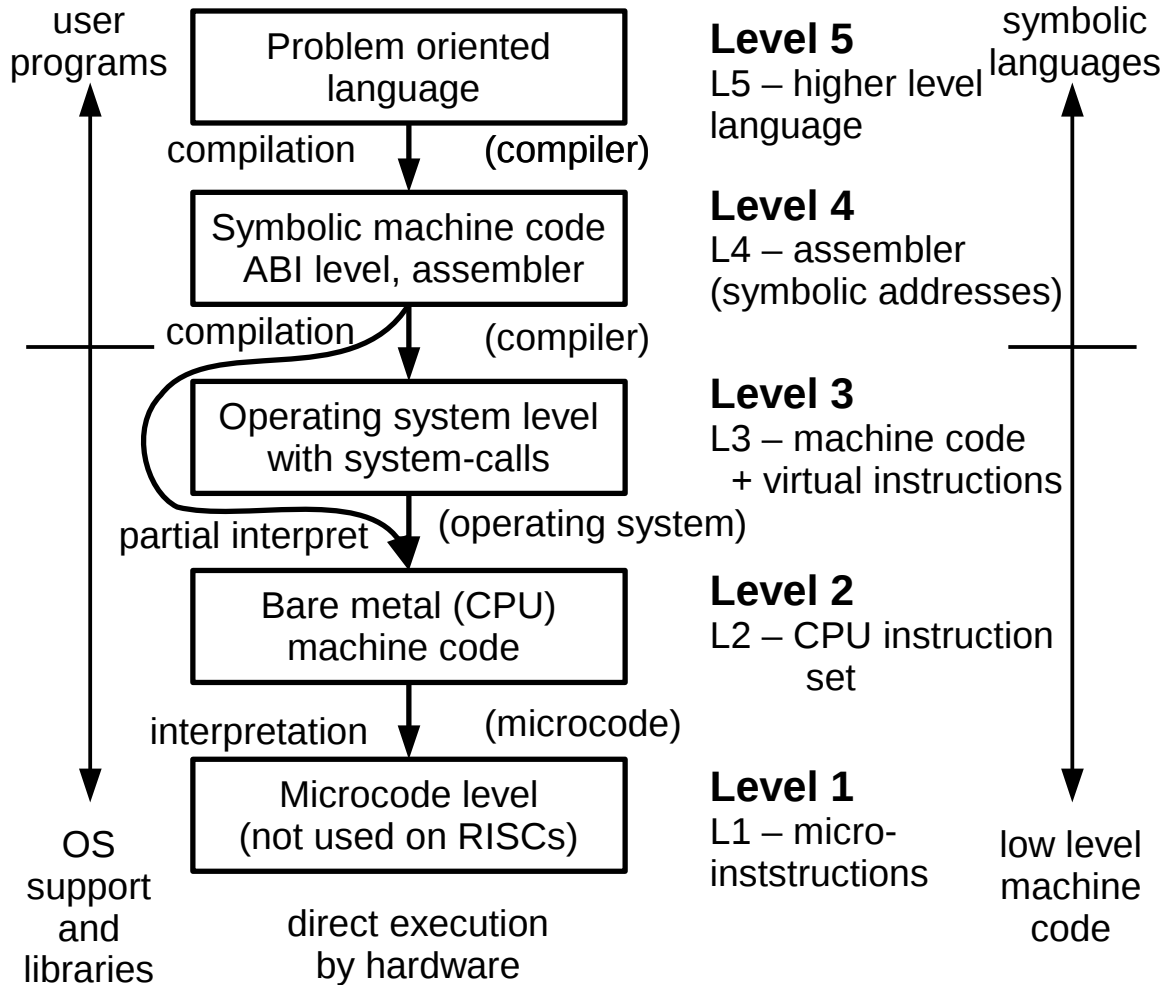 user
programs
Problem oriented
language
Level 5
L5 – higher level
language
symbolic
languages
compilation
(compiler)
Symbolic machine code
ABI level, assembler
Level 4
L4 – assembler
(symbolic addresses)
compilation
(compiler)
Operating system level
with system-calls
Level 3
L3 – machine code
+ virtual instructions
partial interpret
(operating system)
Bare metal (CPU)
machine code
Level 2
L2 – CPU instruction
set
interpretation
(microcode)
Microcode level
(not used on RISCs)
Level 1
L1 – micro-
inststructions
OS
support
and
libraries
direct execution
by hardware
low level
machine
code